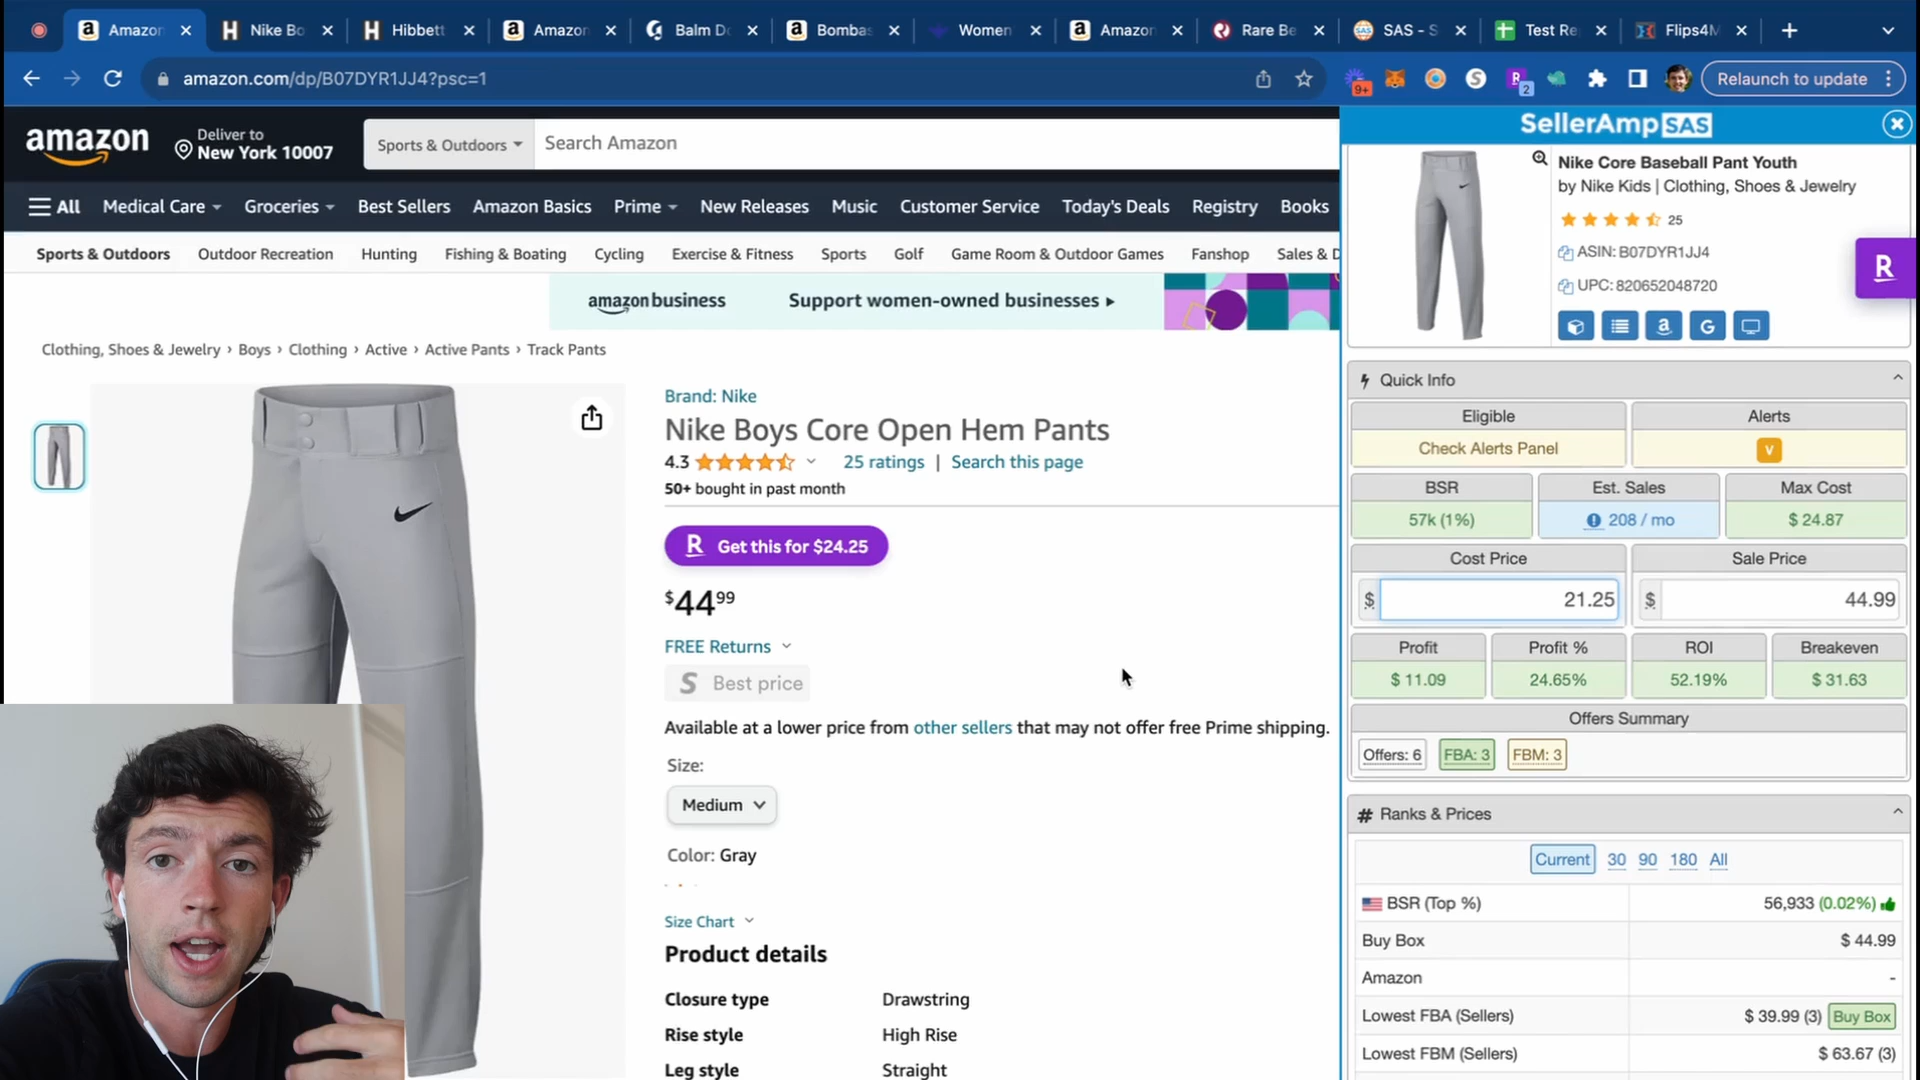 Amazon
Nike Bo
Hibbett
Amazon
Balm Do
Bombas
Women
Amazon
Rare Be
SAS - S
Test Re
Flips4M
amazon.com/dp/B07DYR1JJ4?psc=1
9+
S
R
2
Relaunch to update
amazon
Deliver to
New York 10007
Sports & Outdoors
Search Amazon
All
Medical Care
Groceries
Best Sellers
Amazon Basics
Prime
New Releases
Music
Customer Service
Today's Deals
Registry
Books
Sports & Outdoors
Outdoor Recreation
Hunting
Fishing & Boating
Cycling
Exercise & Fitness
Sports
Golf
Game Room & Outdoor Games
Fanshop
Sales & D
amazon business
Support women-owned businesses ▸
Clothing, Shoes & Jewelry › Boys › Clothing › Active › Active Pants › Track Pants
Brand: Nike
Nike Boys Core Open Hem Pants
4.3
25 ratings | Search this page
50+ bought in past month
R Get this for $24.25
$44 99
FREE Returns
S Best price
Available at a lower price from other sellers that may not offer free Prime shipping.
Size:
Medium
Color: Gray
Size Chart
Product details
Closure type Drawstring
Rise style High Rise
Leg style Straight
SellerAmp SAS
Nike Core Baseball Pant Youth
by Nike Kids | Clothing, Shoes & Jewelry
25
ASIN: B07DYR1JJ4
UPC: 820652048720
a
G
R
Quick Info
Eligible
Alerts
Check Alerts Panel
V
BSR
Est. Sales
Max Cost
57k (1%)
208 / mo
$ 24.87
Cost Price
Sale Price
$ 21.25
$ 44.99
Profit
Profit %
ROI
Breakeven
$ 11.09
24.65%
52.19%
$ 31.63
Offers Summary
Offers: 6
FBA: 3
FBM: 3
# Ranks & Prices
Current 30 90 180 All
BSR (Top %) 56,933 (0.02%)
Buy Box $ 44.99
Amazon -
Lowest FBA (Sellers) $ 39.99 (3) Buy Box
Lowest FBM (Sellers) $ 63.67 (3)